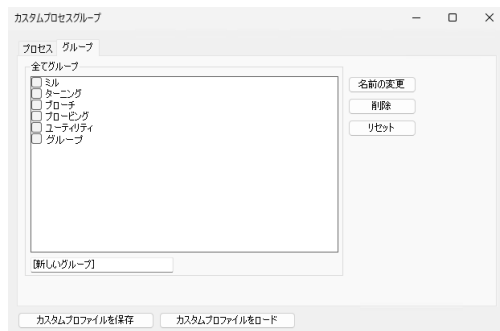 カスタムプロセスグループ
プロセス グループ
全てグループ
ミル
ターニング
ブローチ
プロービング
ユーティリティ
グループ
名前の変更
削除
リセット
[新しいグループ]
カスタムプロファイルを保存 カスタムプロファイルをロード